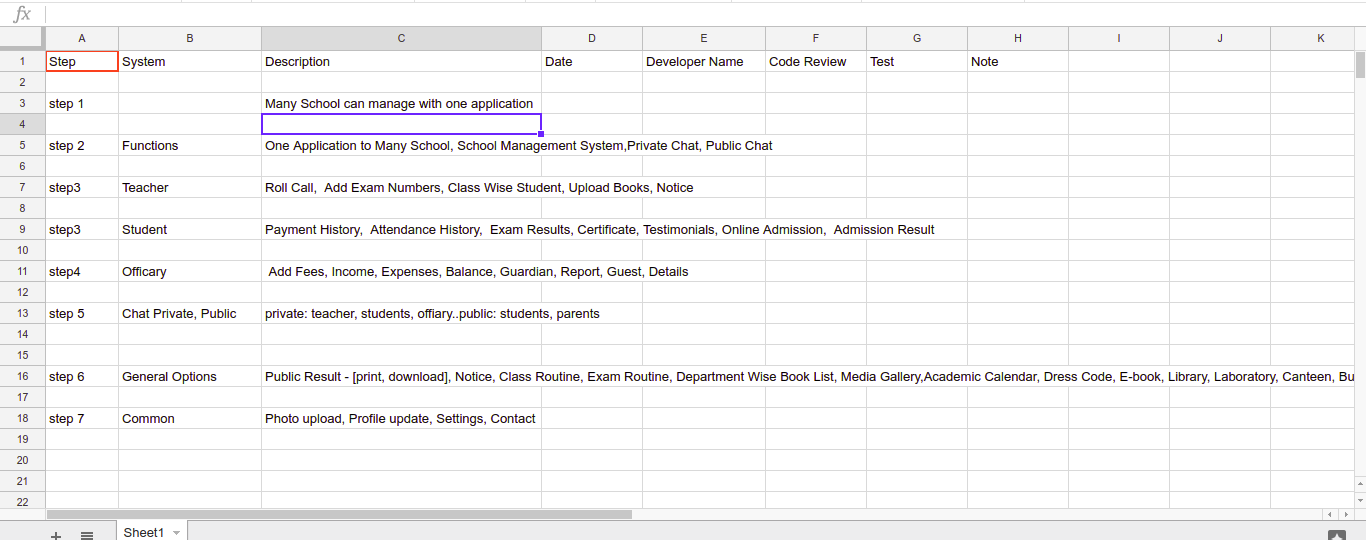 fx
A B C D E F G H I J K
1 Step System Description Date Developer Name Code Review Test Note
2
3 step 1 Many School can manage with one application
4
5 step 2 Functions One Application to Many School, School Management System,Private Chat, Public Chat
6
7 step3 Teacher Roll Call,  Add Exam Numbers, Class Wise Student, Upload Books, Notice
8
9 step3 Student Payment History,  Attendance History,  Exam Results, Certificate, Testimonials, Online Admission,  Admission Result
10
11 step4 Officary Add Fees, Income, Expenses, Balance, Guardian, Report, Guest, Details
12
13 step 5 Chat Private, Public private: teacher, students, offiary..public: students, parents
14
15
16 step 6 General Options Public Result - [print, download], Notice, Class Routine, Exam Routine, Department Wise Book List, Media Gallery,Academic Calendar, Dress Code, E-book, Library, Laboratory, Canteen, Bu
17
18 step 7 Common Photo upload, Profile update, Settings, Contact
19
20
21
22
Sheet1